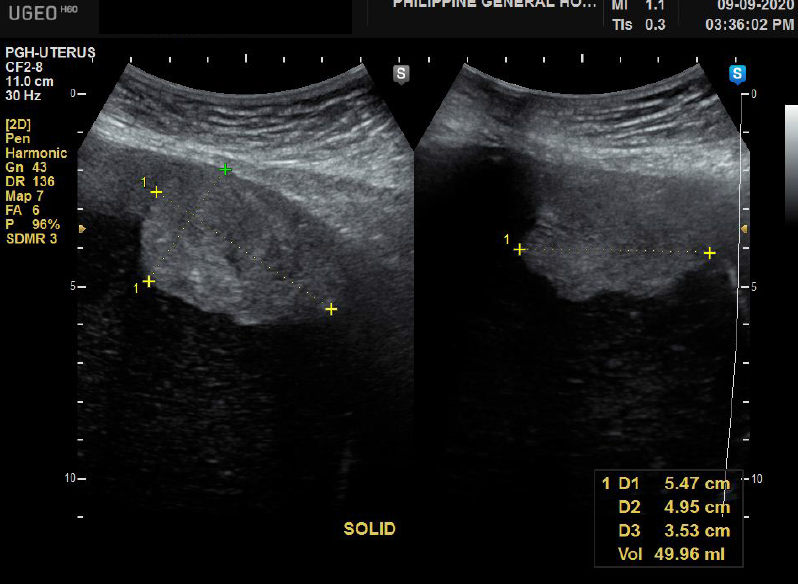 UGEO H60
PHILIPPINE GENERAL HO...
MI 1.1
09-09-2020
TIs 0.3
03:36:02 PM
PGH-UTERUS
CF2-8
11.0 cm
30 Hz
[2D]
Pen
Harmonic
Gn 43
DR 136
Map 7
FA 6
P 96%
SDMR 3
S
S
0
5
10
0
5
10
1
1
1
SOLID
1 D1 5.47 cm
D2 4.95 cm
D3 3.53 cm
Vol 49.96 ml